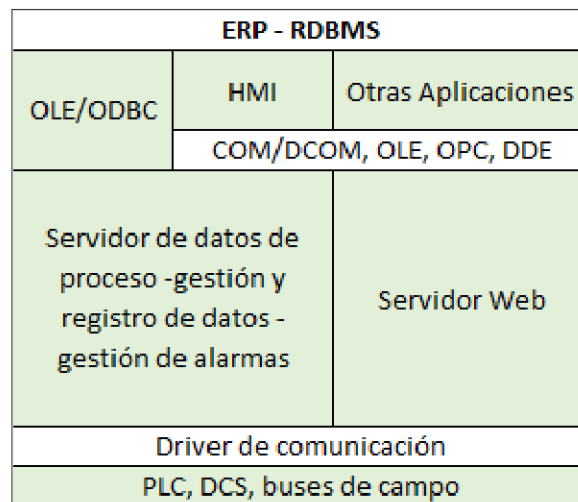 ERP - RDBMS
OLE/ODBC
HMI
Otras Aplicaciones
COM/DCOM, OLE, OPC, DDE
Servidor de datos de
proceso -gestión y
registro de datos -
gestión de alarmas
Servidor Web
Driver de comunicación
PLC, DCS, buses de campo